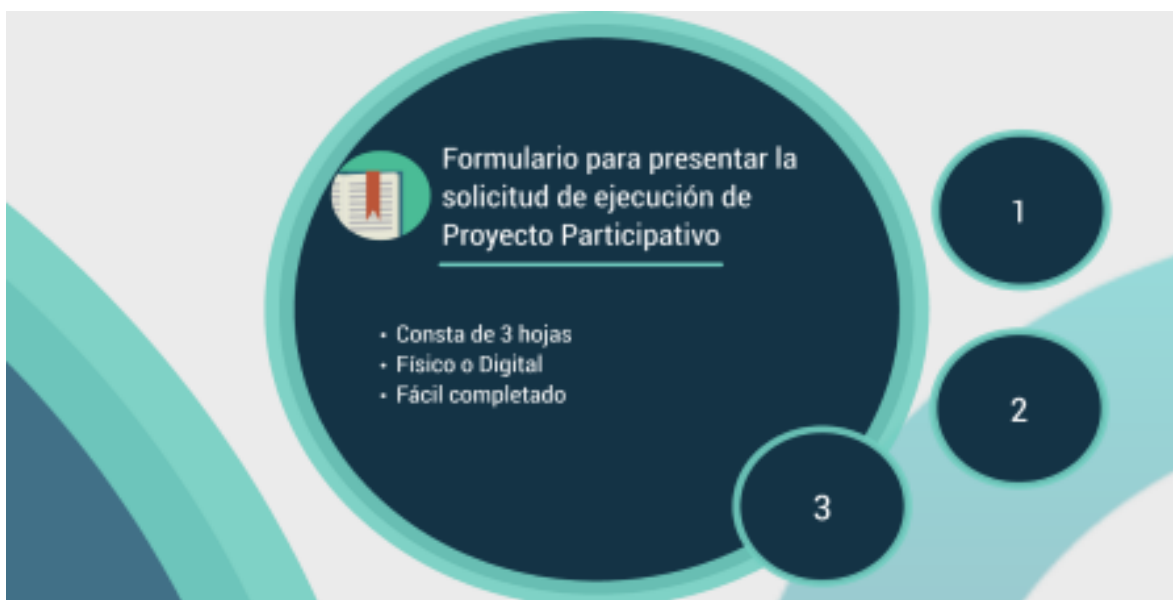 Formulario para presentar la
solicitud de ejecución de
Proyecto Participativo
• Consta de 3 hojas
• Físico o Digital
• Fácil completado
1
2
3